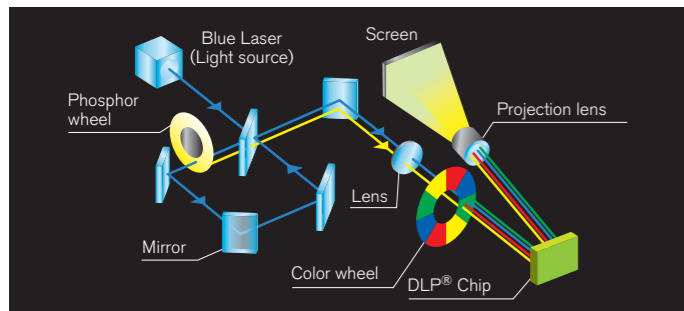 Blue Laser
(Light source)
Screen
Phosphor
wheel
Projection lens
Lens
Mirror
Color wheel
DLP® Chip